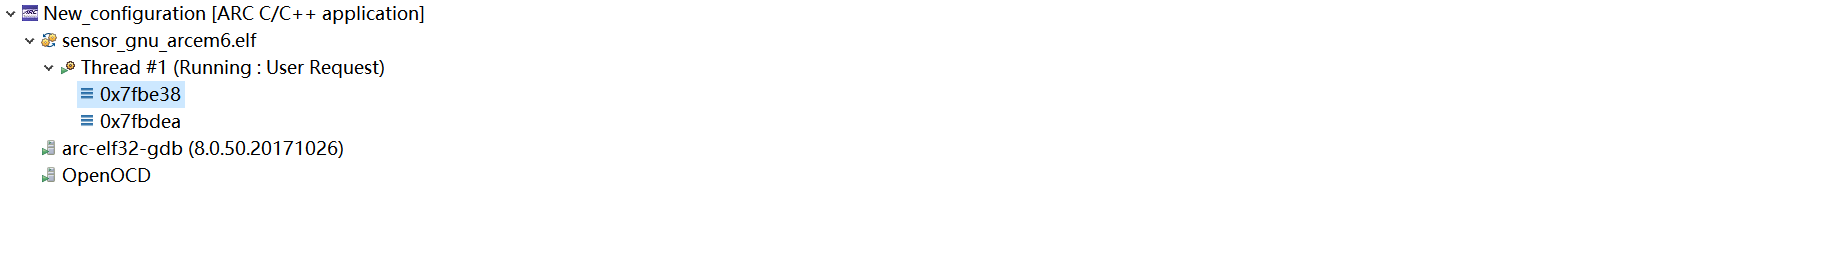 New_configuration [ARC C/C++ application]
sensor_gnu_arcem6.elf
Thread #1 (Running : User Request)
0x7fbe38
0x7fbdea
arc-elf32-gdb (8.0.50.20171026)
OpenOCD